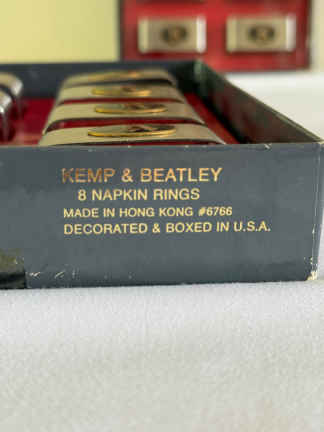 KEMP & BEATLEY
8 NAPKIN RINGS
MADE IN HONG KONG #6766
DECORATED & BOXED IN U.S.A.